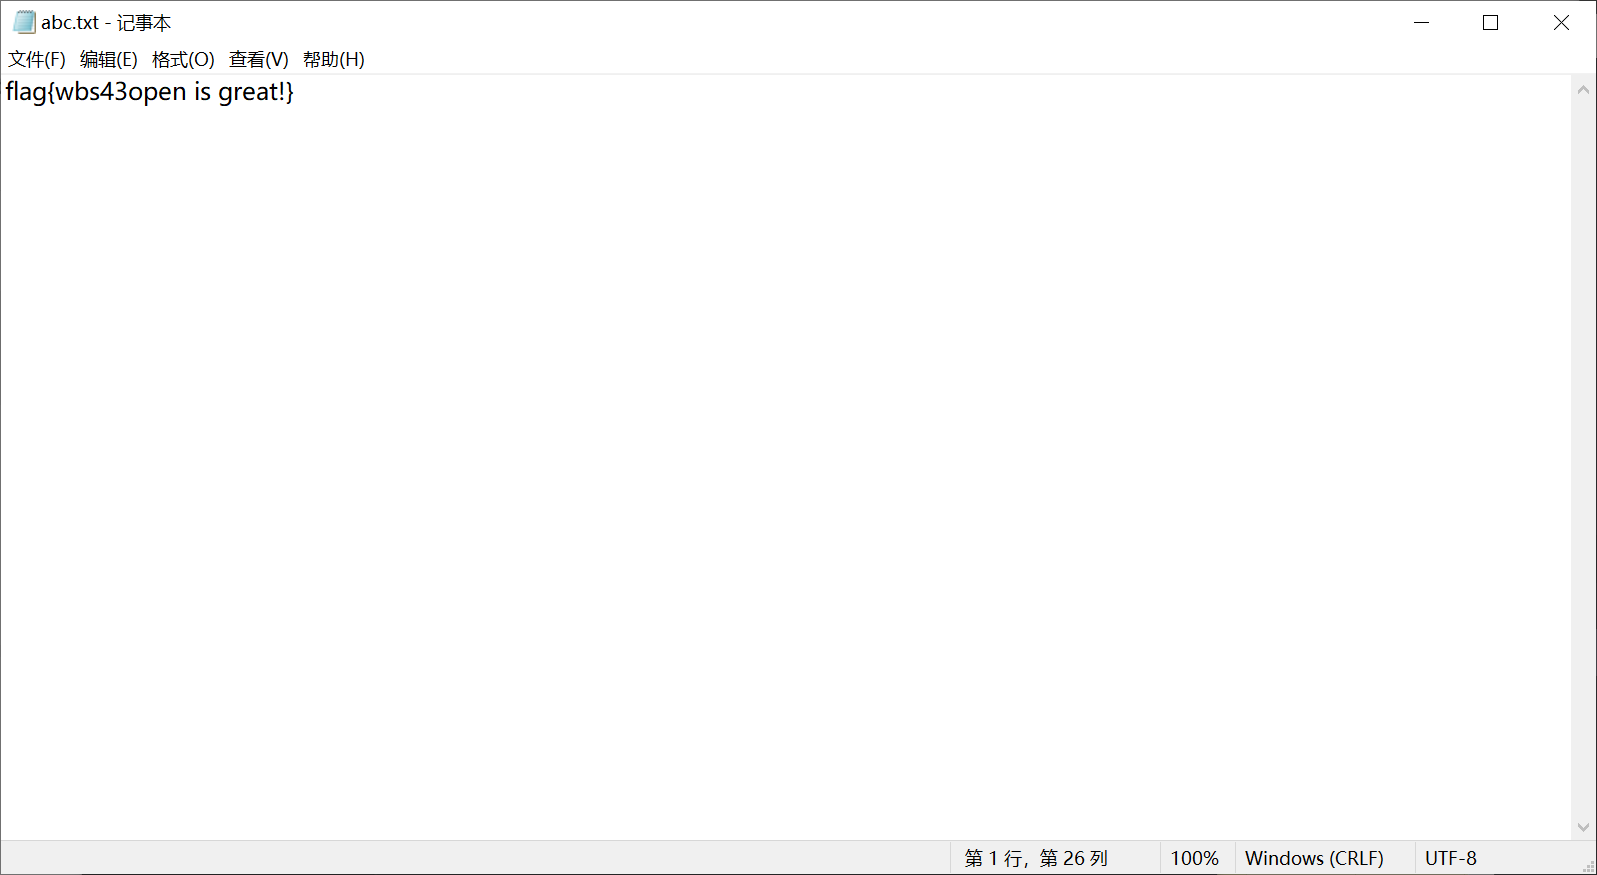 abc.txt - 记事本
文件(F) 编辑(E) 格式(O) 查看(V) 帮助(H)
flag{wbs43open is great!}
第 1 行，第 26 列 100% Windows (CRLF) UTF-8